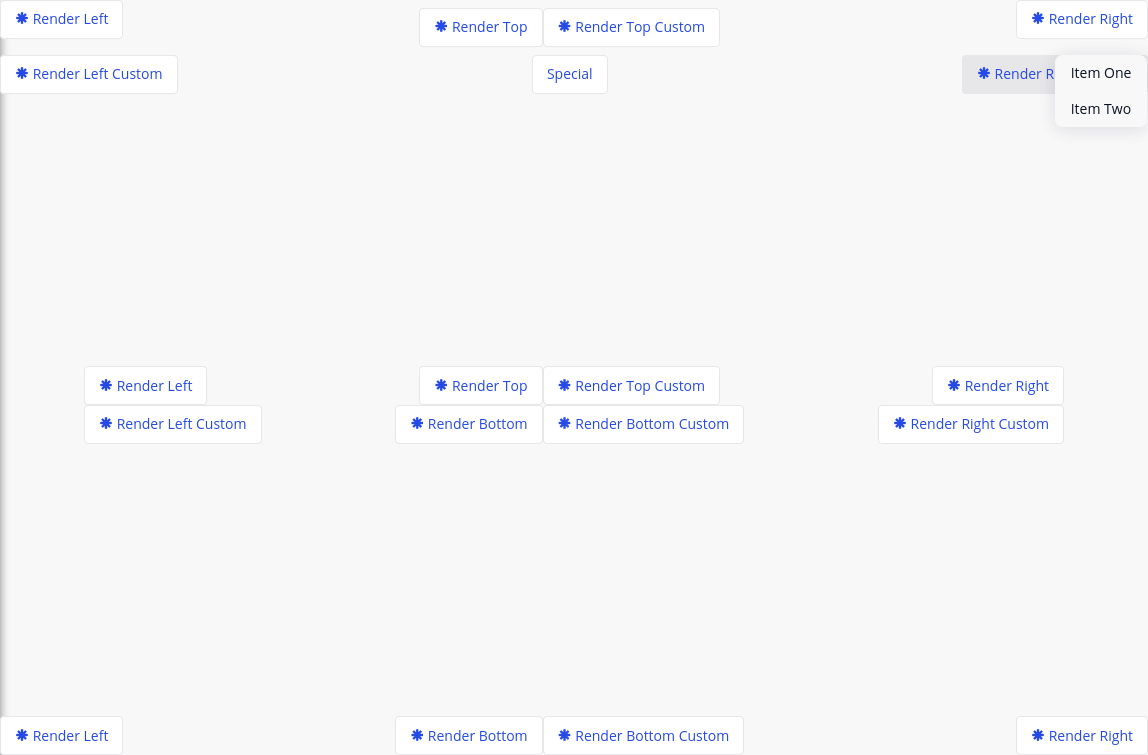 Render Left
Render Top
Render Top Custom
Render Right
Render Left Custom
Special
Render R
Item One
Item Two
Render Left
Render Top
Render Top Custom
Render Right
Render Left Custom
Render Bottom
Render Bottom Custom
Render Right Custom
Render Left
Render Bottom
Render Bottom Custom
Render Right